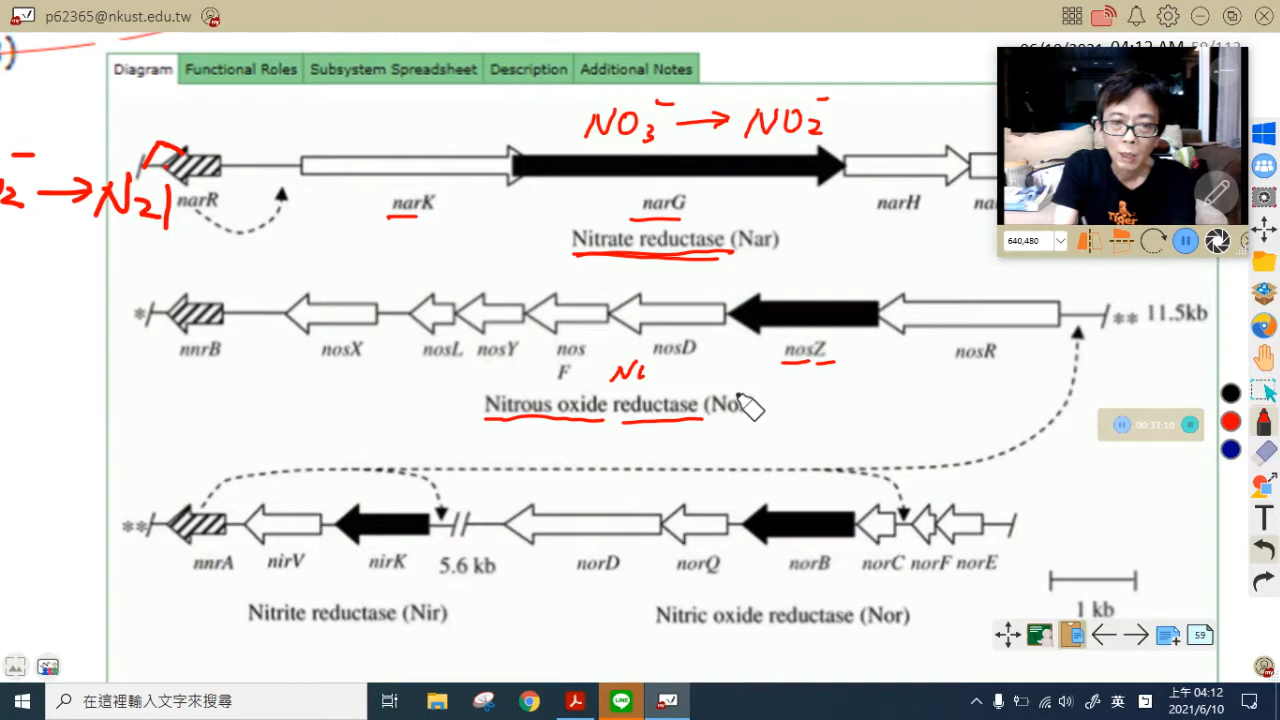 p62365@nkust.edu.tw
Diagram Functional Roles Subsystem Spreadsheet Description Additional Notes
NO3⁻ → NO2⁻
→ N2
narR narK narG narH
Nitrate reductase (Nar)
* ** 11.5kb
nnrB nosX nosL nosY nos F nosD nosZ nosR
Nitrous oxide reductase
** 
nnrA nirV nirK 5.6 kb norD norQ norB norC norF norE
Nitrite reductase (Nir) Nitric oxide reductase (Nor)
1 kb
640,480
00:33:10
59
在這裡輸入文字來搜尋
英
上午 04:12
2021/6/10